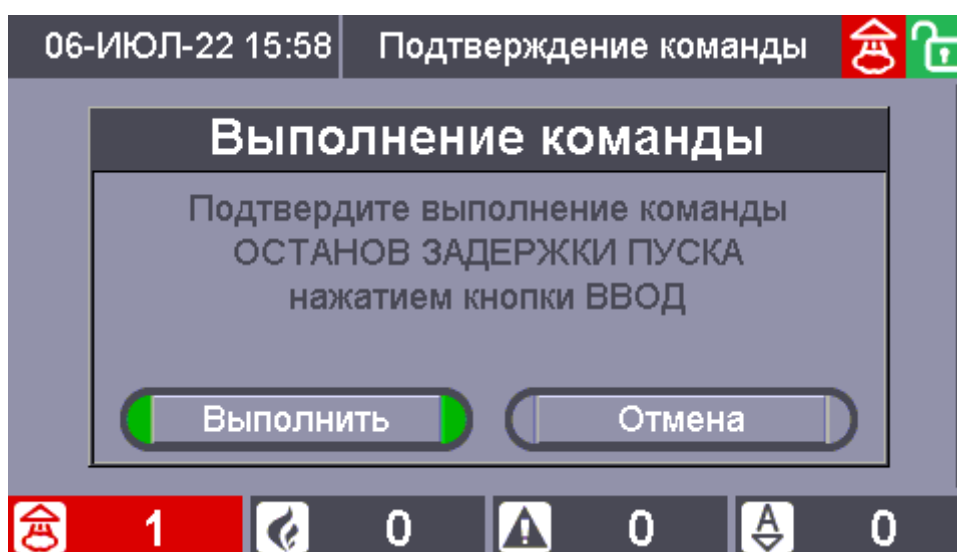 06-ИЮЛ-22 15:58 Подтверждение команды
Выполнение команды
Подтвердите выполнение команды
ОСТАНОВ ЗАДЕРЖКИ ПУСКА
нажатием кнопки ВВОД
Выполнить Отмена
1 0 0 A 0